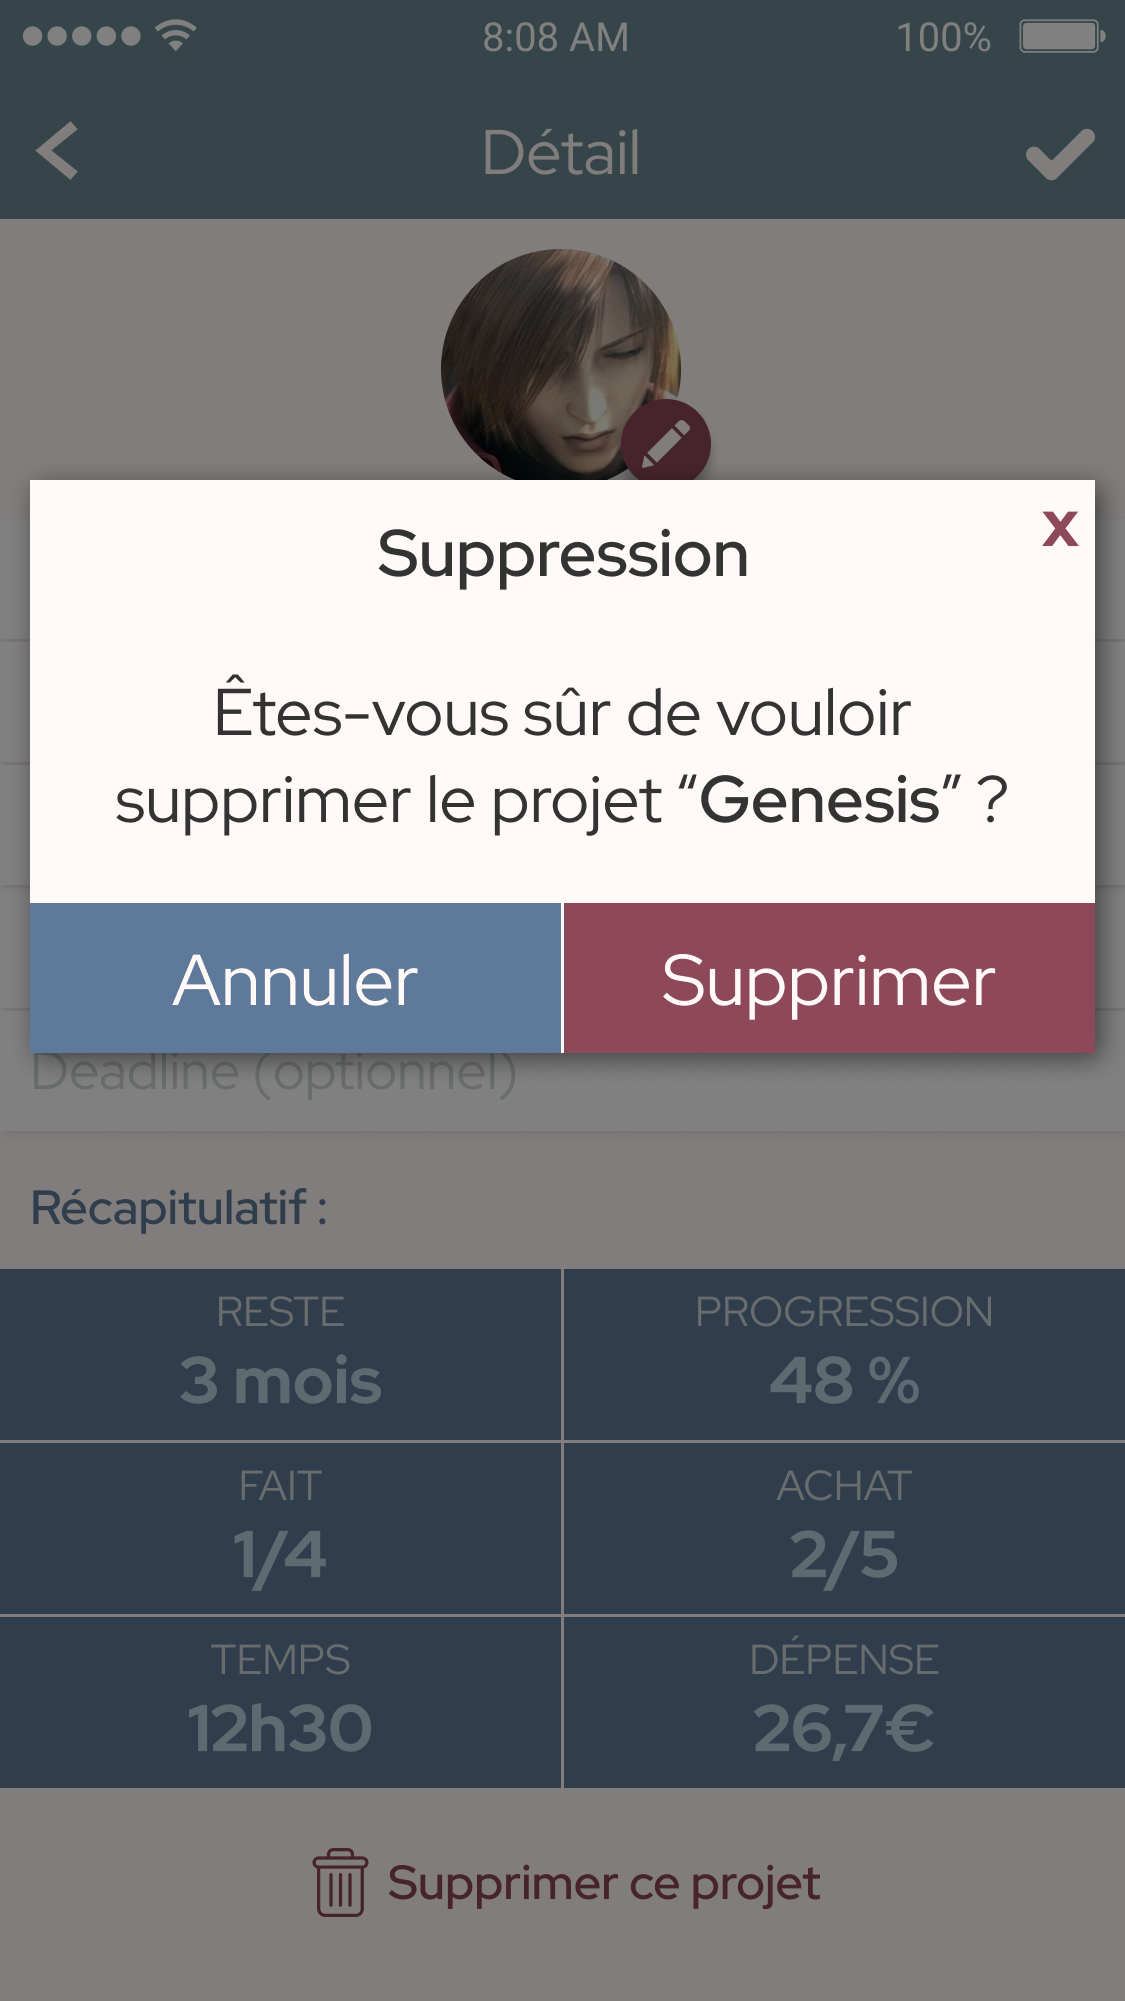 8:08 AM
100%
Détail
Suppression
x
Êtes-vous sûr de vouloir
supprimer le projet “Genesis” ?
Annuler
Supprimer
Deadline (optionnel)
Récapitulatif :
RESTE
3 mois
PROGRESSION
48 %
FAIT
1/4
ACHAT
2/5
TEMPS
12h30
DÉPENSE
26,7€
Supprimer ce projet